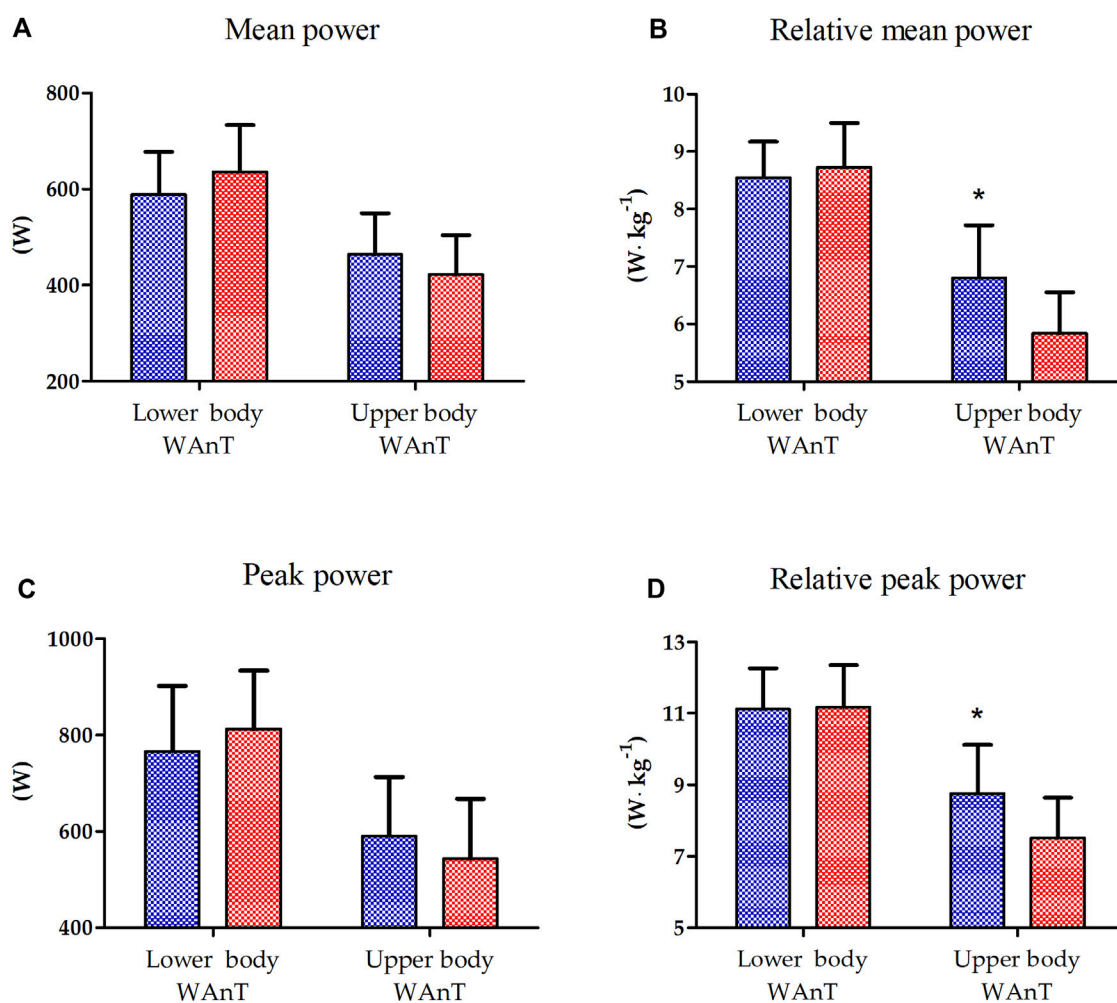 A
Mean power
800
600
400
200
(W)
Lower body
WAnT
Upper body
WAnT
B
Relative mean power
10
9
8
7
6
5
(W· kg-1)
*
Lower body
WAnT
Upper body
WAnT
C
Peak power
1000
800
600
400
(W)
Lower body
WAnT
Upper body
WAnT
D
Relative peak power
13
11
9
7
5
(W· kg-1)
*
Lower body
WAnT
Upper body
WAnT